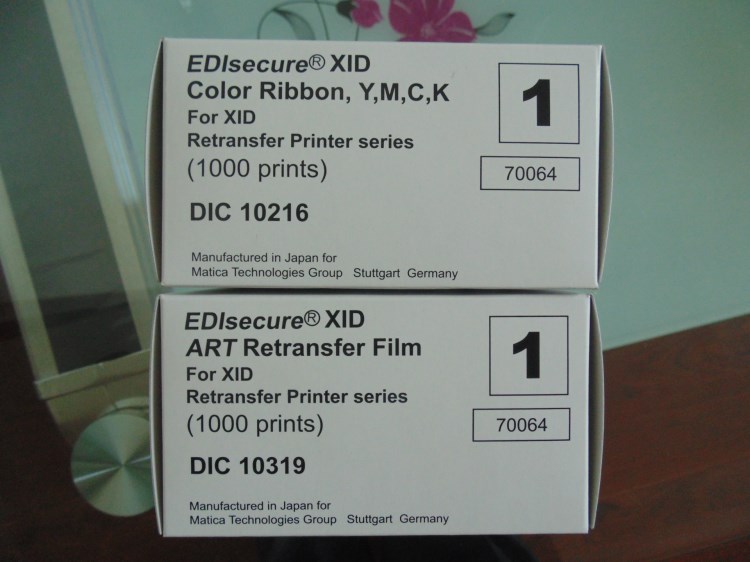 EDIsecure® XID
Color Ribbon, Y,M,C,K
For XID
Retransfer Printer series
(1000 prints)
DIC 10216
1
70064
Manufactured in Japan for
Matica Technologies Group Stuttgart Germany
EDIsecure® XID
ART Retransfer Film
For XID
Retransfer Printer series
(1000 prints)
DIC 10319
1
70064
Manufactured in Japan for
Matica Technologies Group Stuttgart Germany